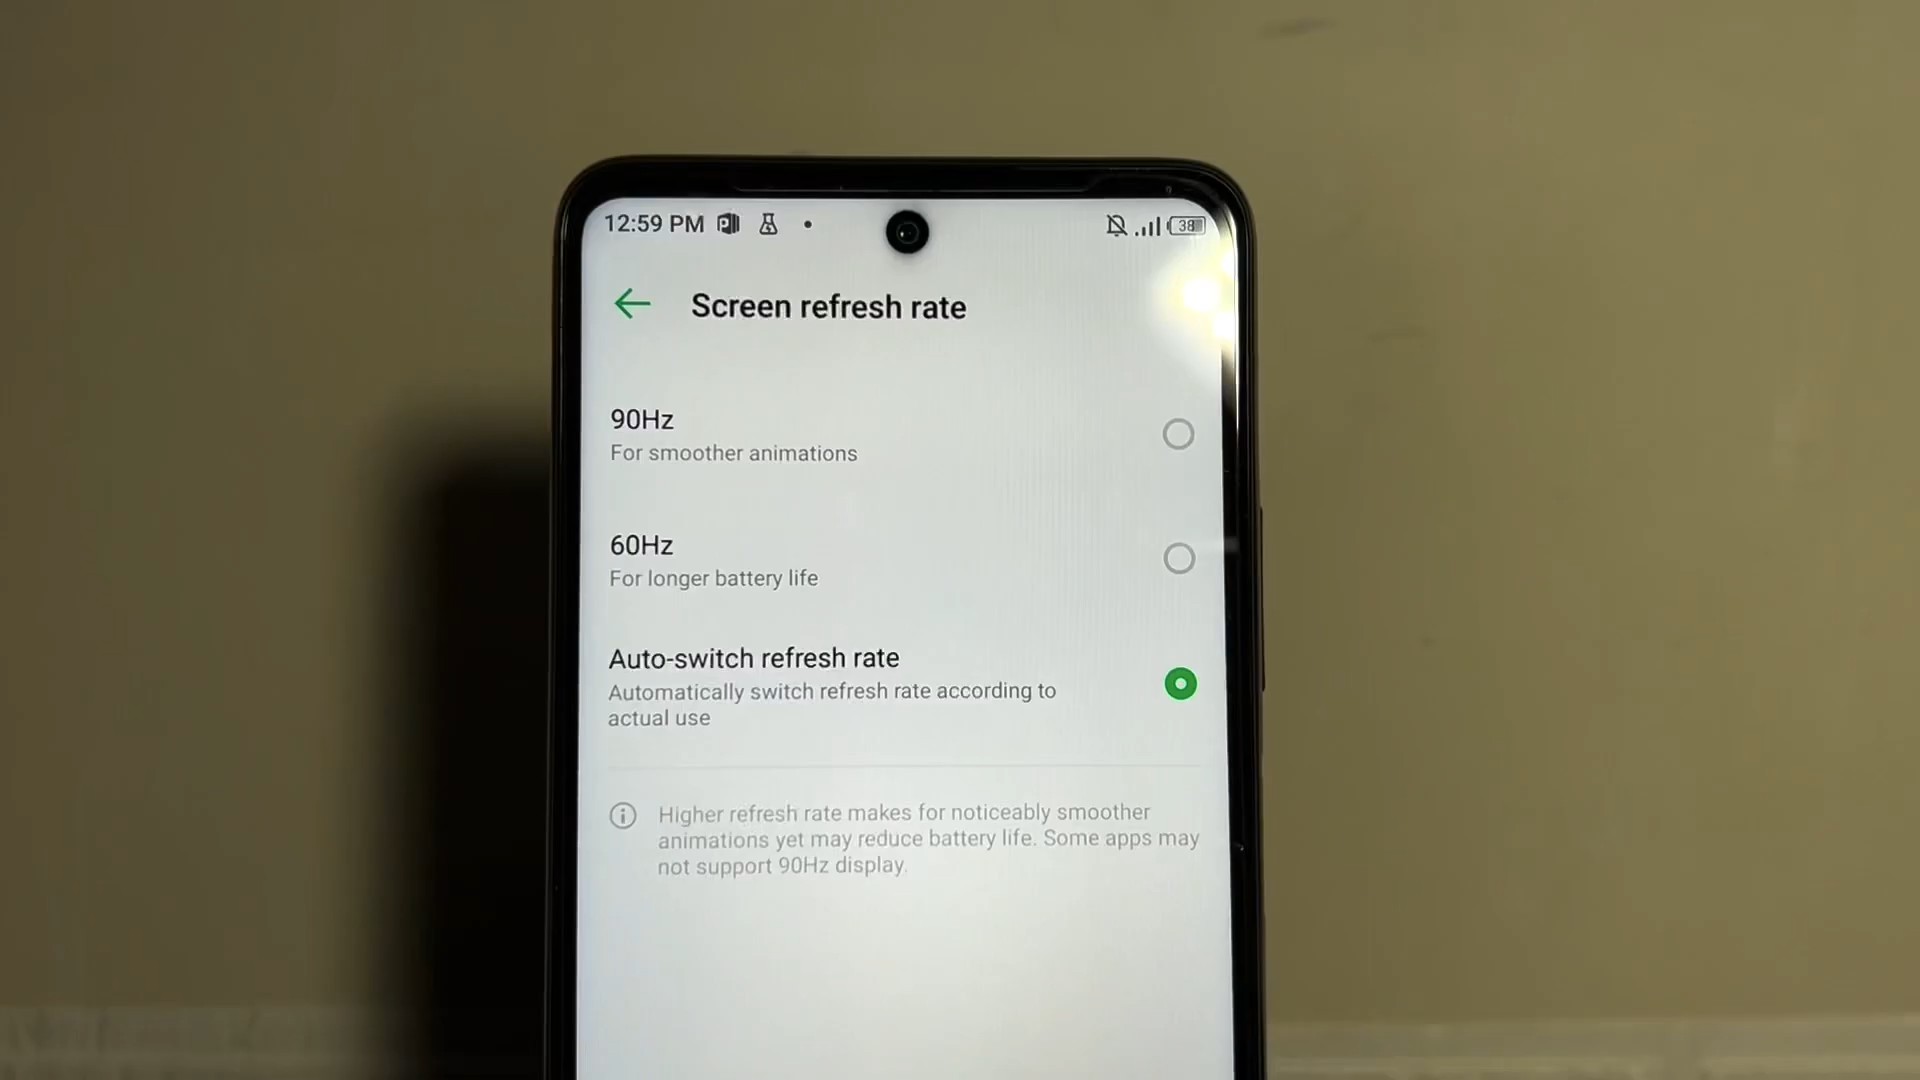 12:59 PM
38
Screen refresh rate
90Hz
For smoother animations
60Hz
For longer battery life
Auto-switch refresh rate
Automatically switch refresh rate according to
actual use
Higher refresh rate makes for noticeably smoother
animations yet may reduce battery life. Some apps may
not support 90Hz display.